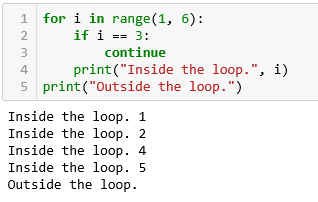 1 for i in range(1, 6):
2     if i == 3:
3         continue
4     print("Inside the loop.", i)
5 print("Outside the loop.")
Inside the loop. 1
Inside the loop. 2
Inside the loop. 4
Inside the loop. 5
Outside the loop.